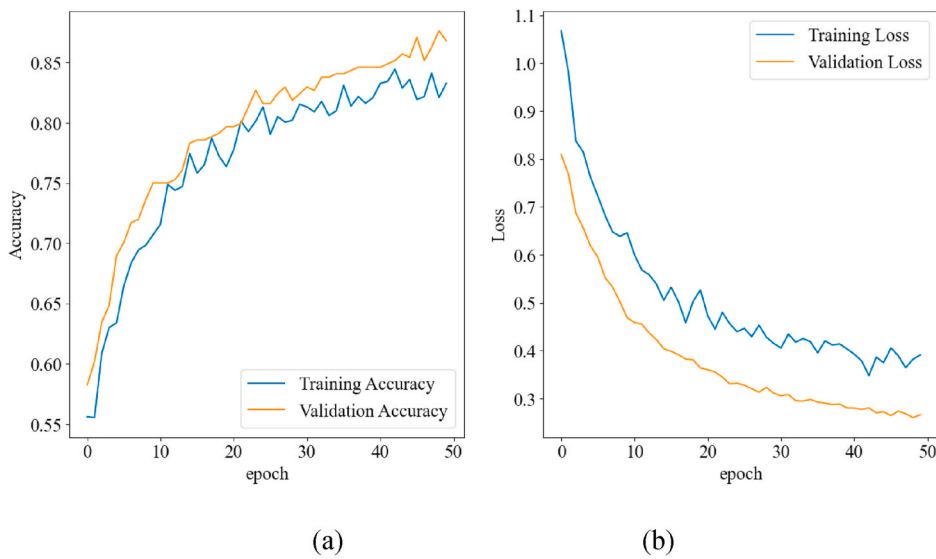 0.85
0.80
0.75
0.70
0.65
0.60
0.55
Accuracy
Training Accuracy
Validation Accuracy
0 10 20 30 40 50
epoch
(a)
1.1
1.0
0.9
0.8
0.7
0.6
0.5
0.4
0.3
Loss
Training Loss
Validation Loss
0 10 20 30 40 50
epoch
(b)